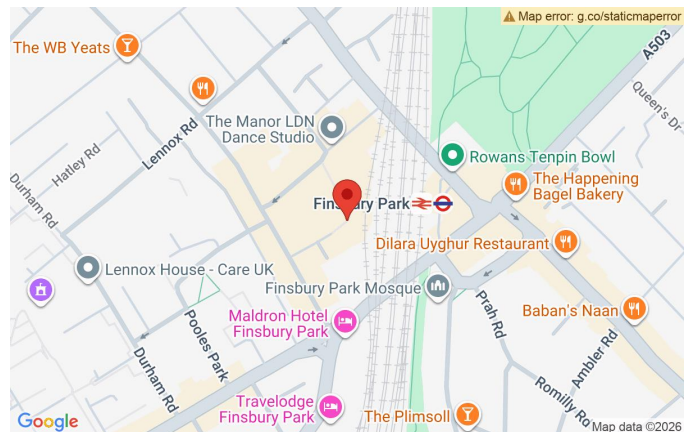 Map error: g.co/staticmaperror
The WB Yeats
A503
Queen's Dr
Lennox Rd
The Manor LDN
Dance Studio
Hatley Rd
Rowans Tenpin Bowl
Durham Rd
The Happening
Bagel Bakery
Finsbury Park
Dilara Uyghur Restaurant
Lennox House - Care UK
Finsbury Park Mosque
Prah Rd
Baban's Naan
Maldron Hotel
Finsbury Park
Pooles Park
Ambler Rd
Durham Rd
Romilly Rd
Travelodge
Finsbury Park
The Plimsoll
Google
Map data ©2026